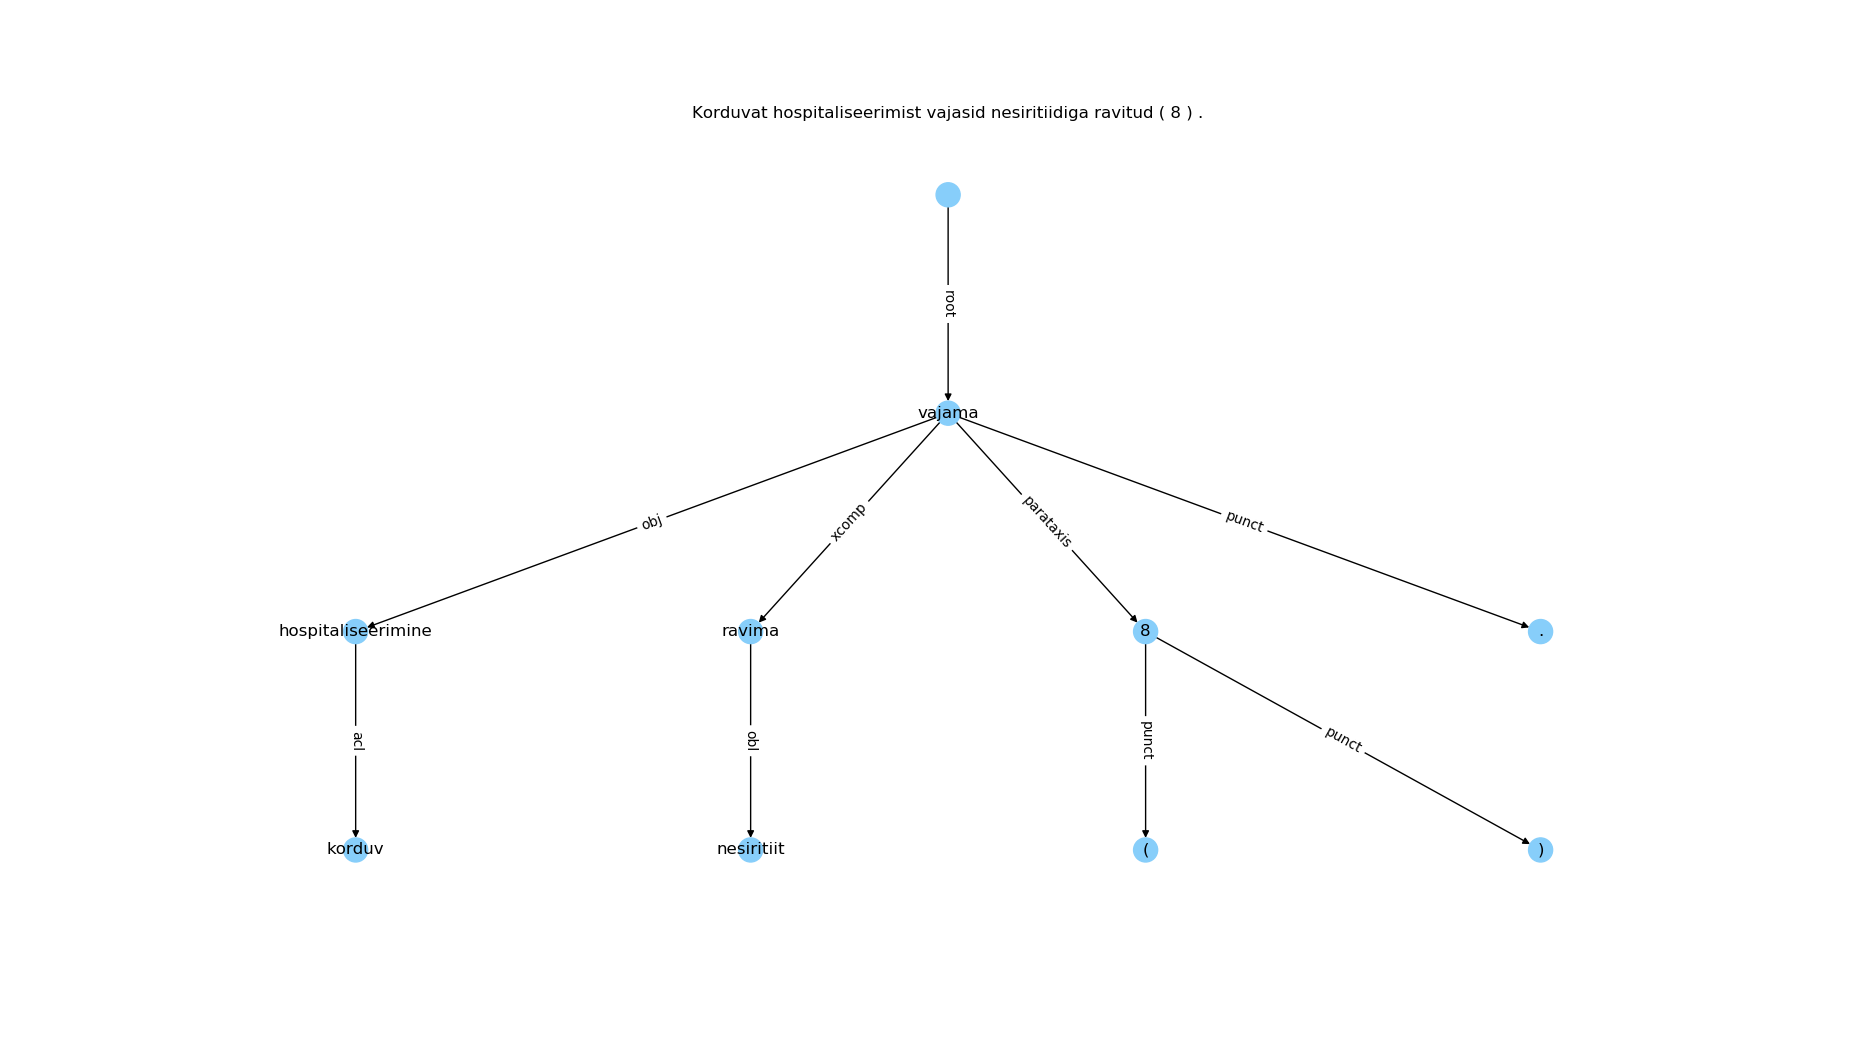 Korduvat hospitaliseerimist vajasid nesiritiidiga ravitud ( 8 ) .
root
vajama
obj
xcomp
parataxis
punct
hospitaliseerimine
ravima
8
.
acl
obl
punct
punct
korduv
nesiritiit
(
)